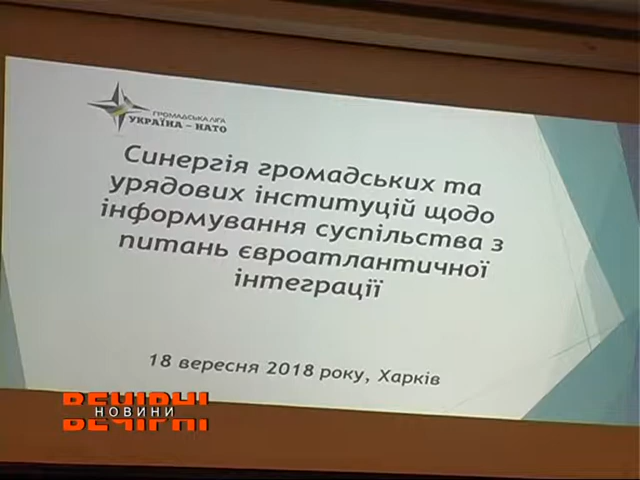 ГРОМАДСЬКА ЛІГА
УКРАЇНА – НАТО
Синергія громадських та
урядових інституцій щодо
інформування суспільства з
питань євроатлантичної
інтеграції
18 вересня 2018 року, Харків
ВЕЧІРНІ
НОВИНИ
ВЕЧІРНІ